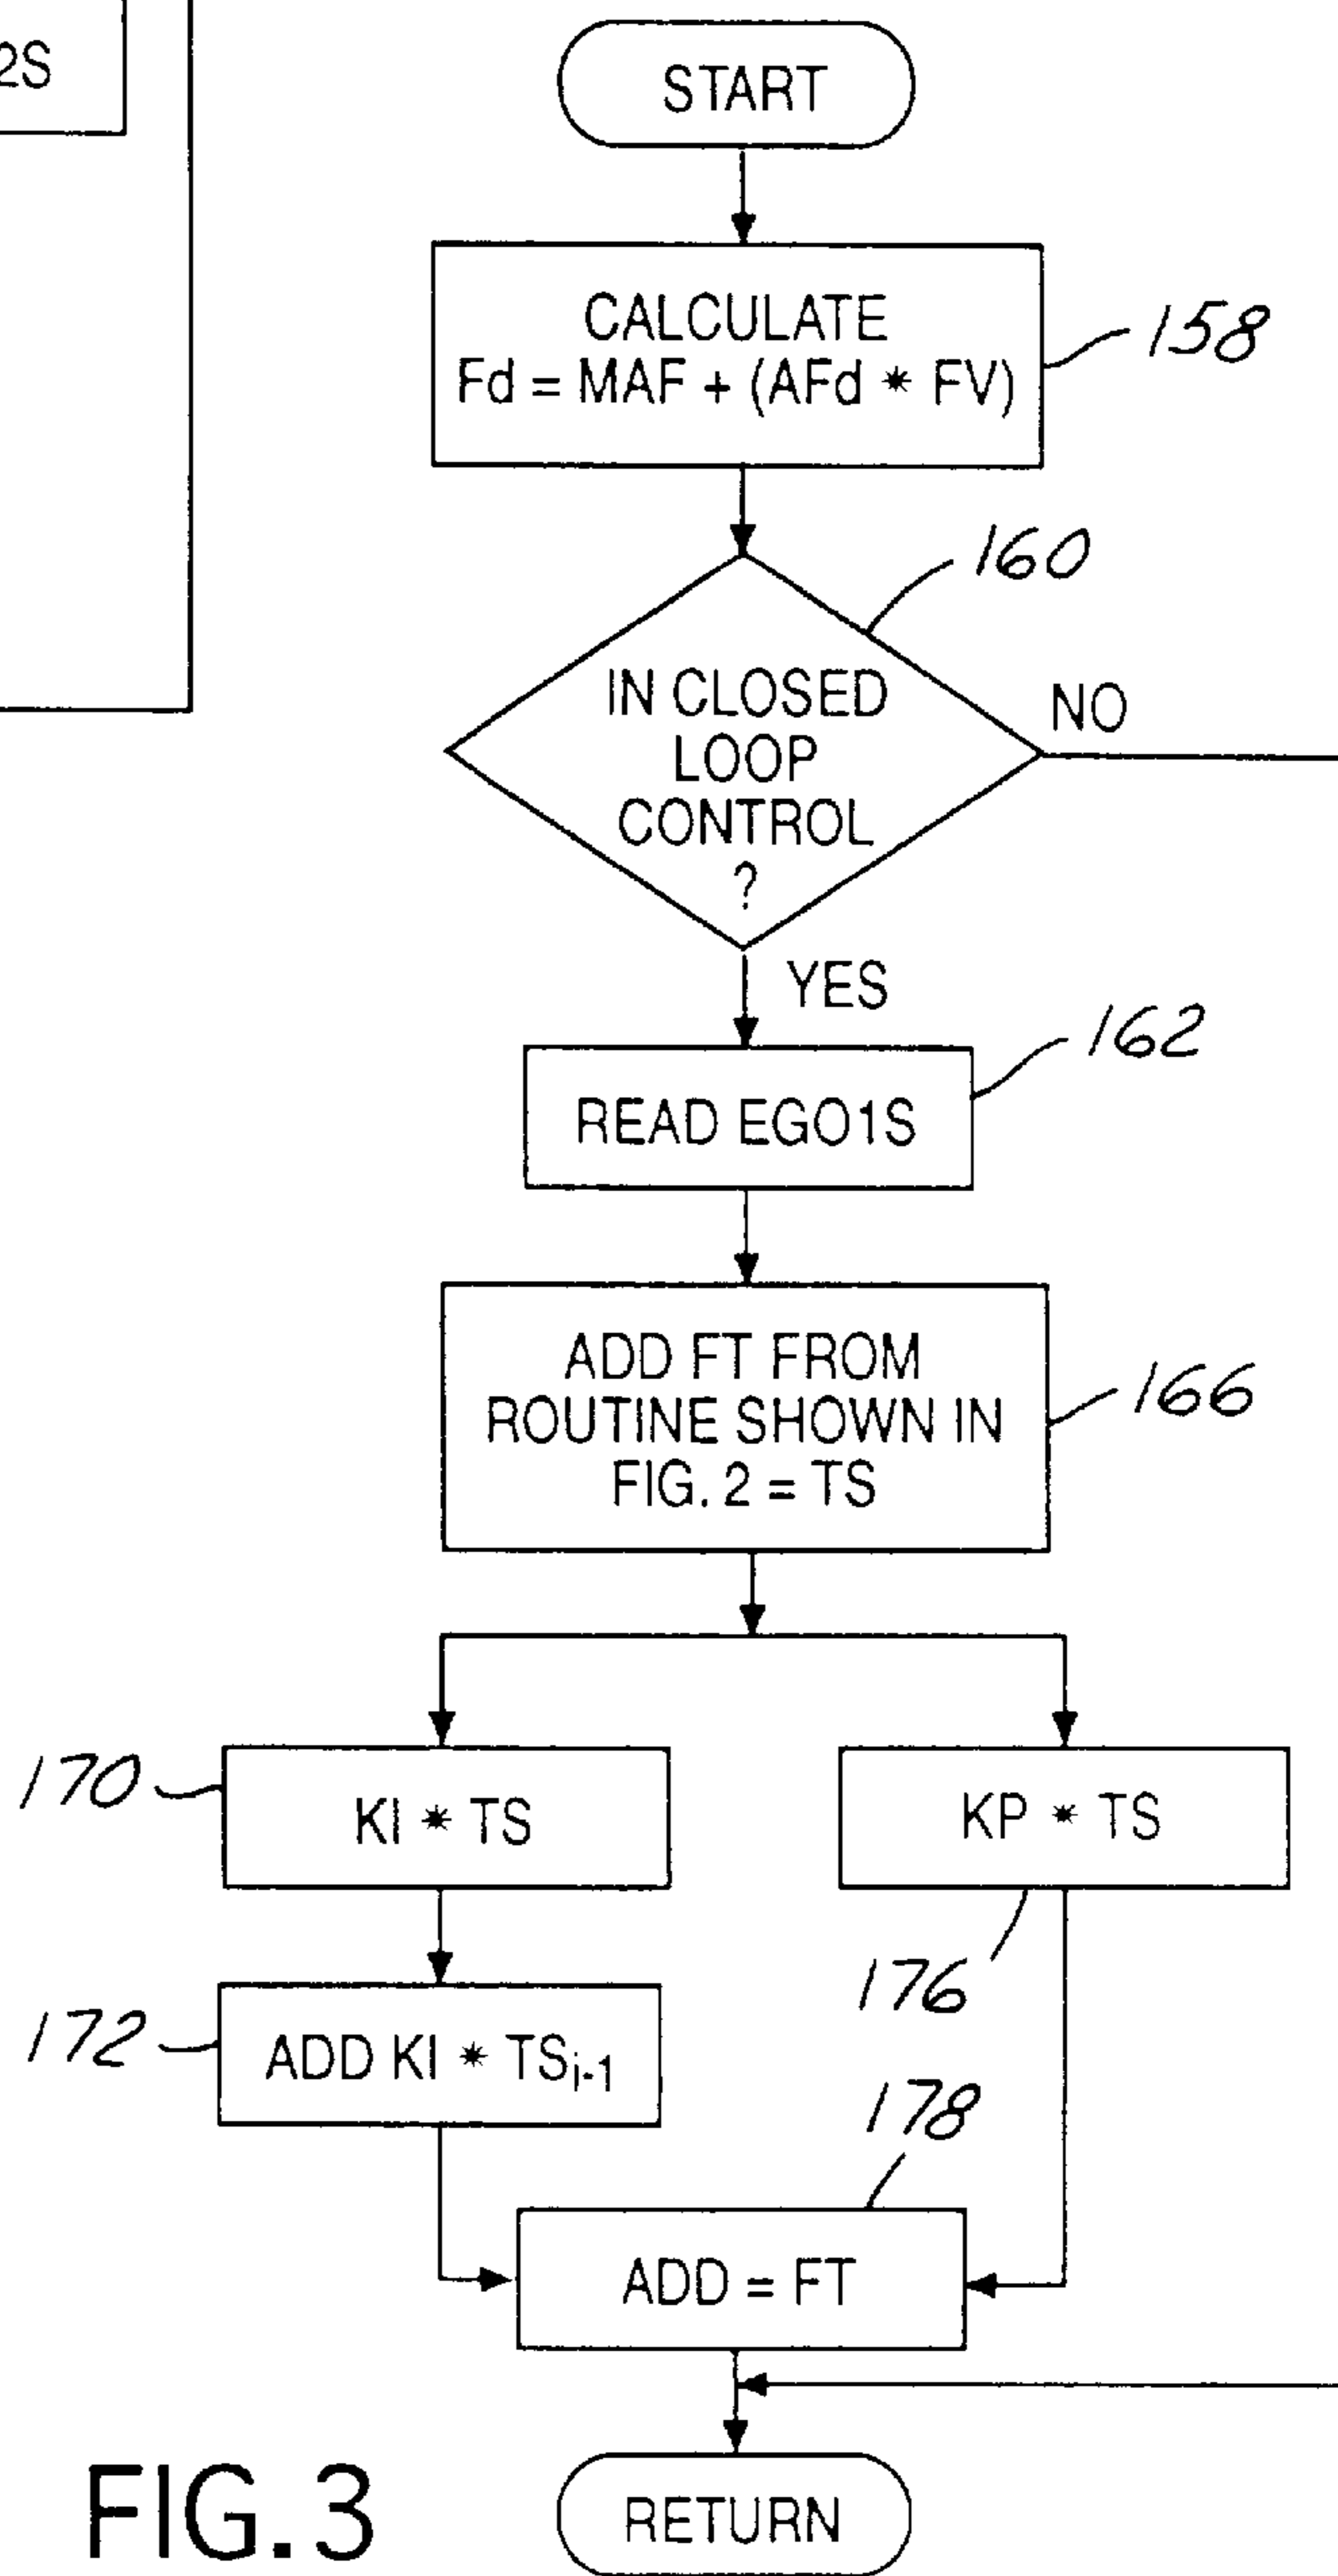 2S
START
CALCULATE
Fd = MAF + (AFd * FV)
158
160
IN CLOSED
LOOP
CONTROL
?
NO
YES
162
READ EGO1S
ADD FT FROM
ROUTINE SHOWN IN
FIG. 2 = TS
166
170
KI * TS
KP * TS
176
172
ADD KI * TSi-1
178
ADD = FT
RETURN
FIG. 3